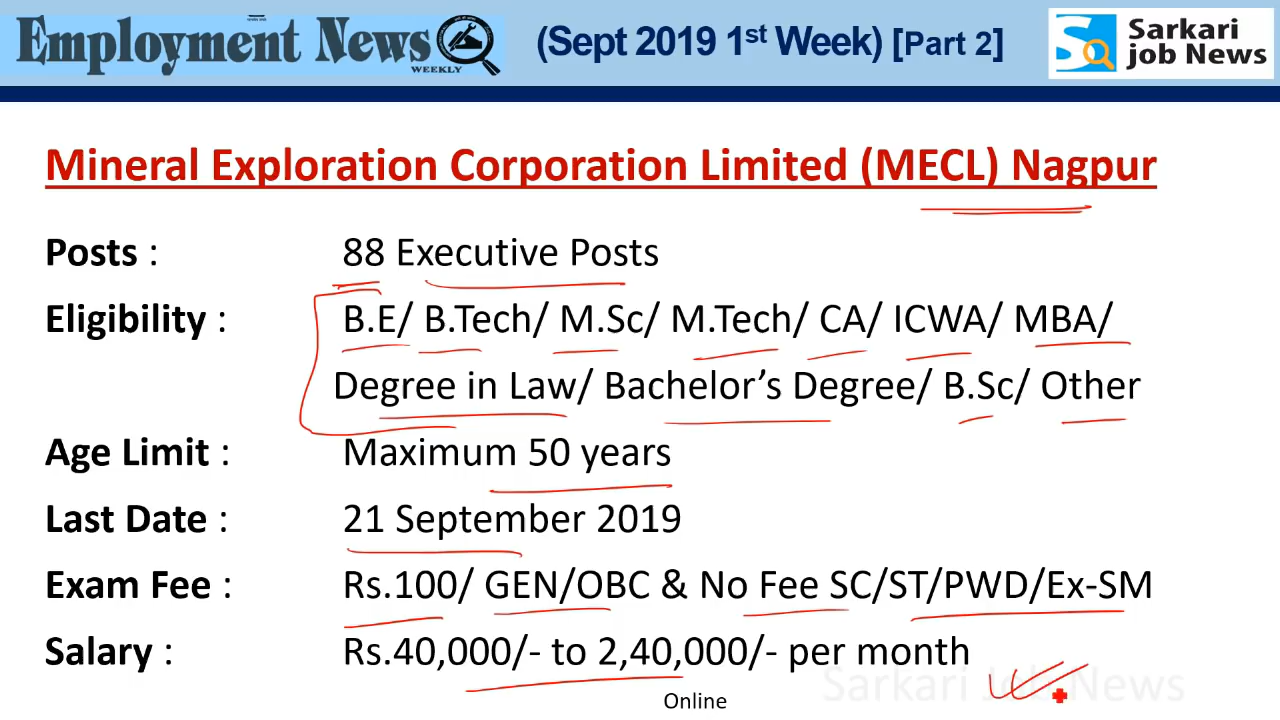 Employment News
WEEKLY
(Sept 2019 1st Week) [Part 2]
Sarkari
job News
Mineral Exploration Corporation Limited (MECL) Nagpur
Posts : 88 Executive Posts
Eligibility : B.E/ B.Tech/ M.Sc/ M.Tech/ CA/ ICWA/ MBA/
Degree in Law/ Bachelor’s Degree/ B.Sc/ Other
Age Limit : Maximum 50 years
Last Date : 21 September 2019
Exam Fee : Rs.100/ GEN/OBC & No Fee SC/ST/PWD/Ex-SM
Salary : Rs.40,000/- to 2,40,000/- per month
Sarkari Job News
Online